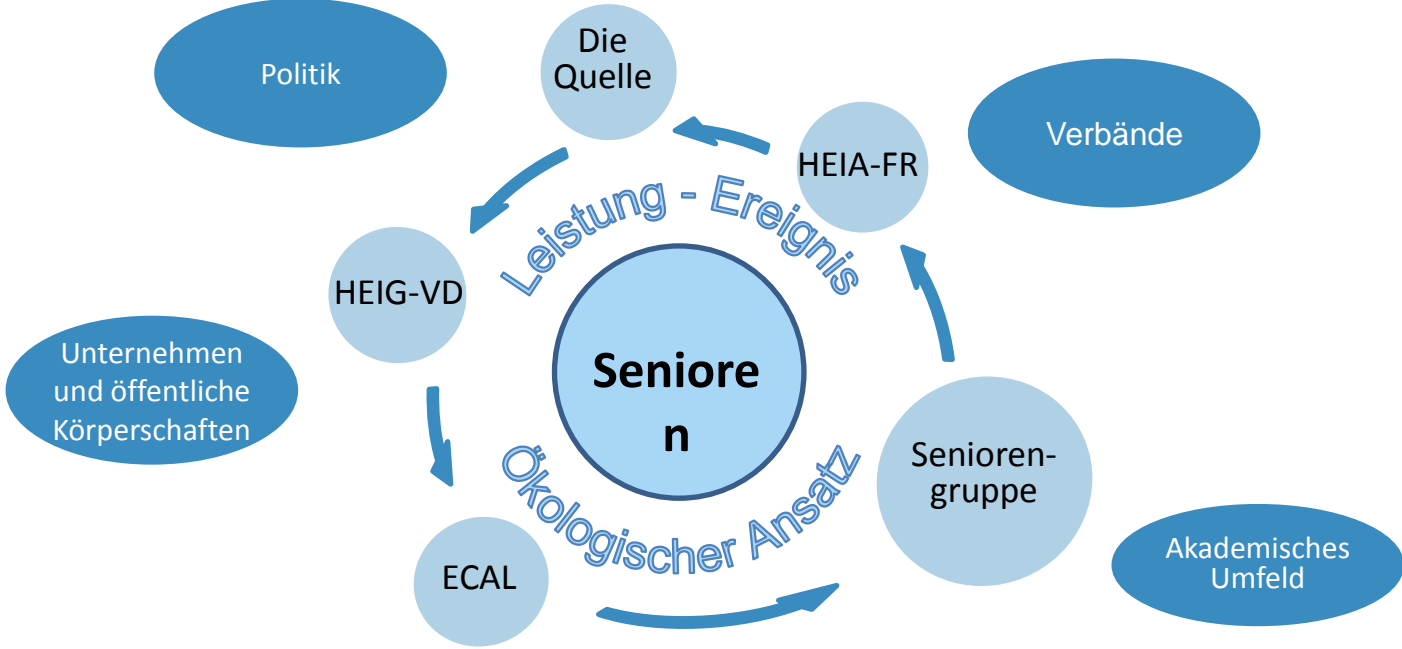 Politik
Die
Quelle
HEIA-FR
Verbände
Leistung - Ereignis
HEIG-VD
Unternehmen
und öffentliche
Körperschaften
Seniore
n
Senioren-
gruppe
Ökologischer Ansatz
ECAL
Akademisches
Umfeld